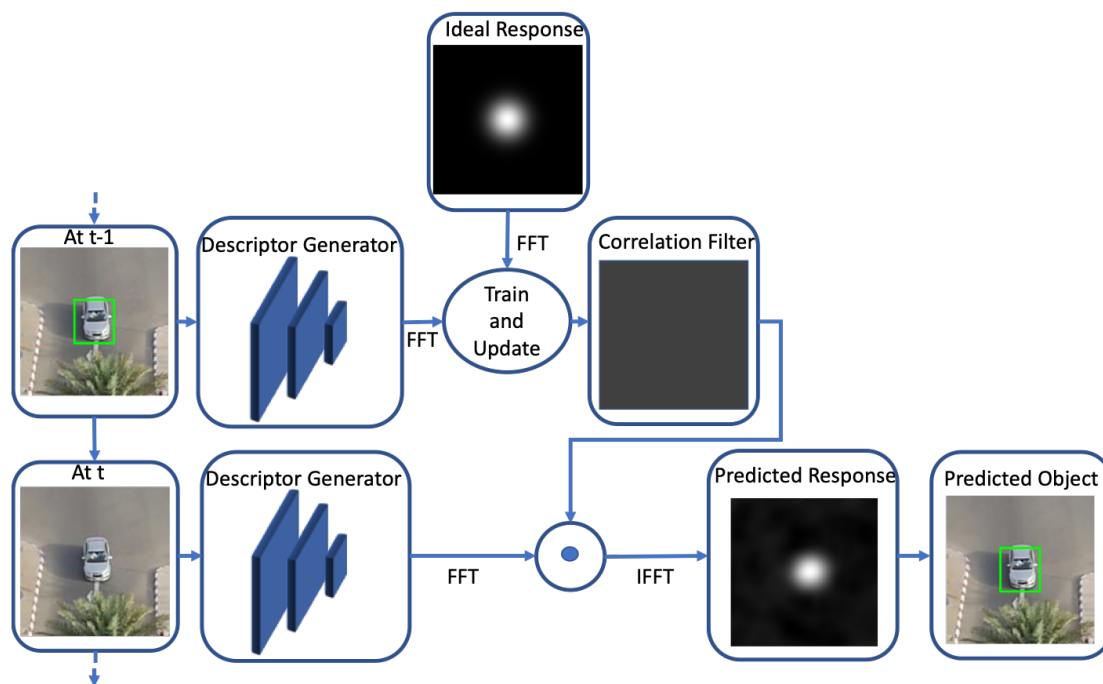 Ideal Response
FFT
At t-1
Descriptor Generator
FFT
Train
and
Update
Correlation Filter
At t
Descriptor Generator
FFT
IFFT
Predicted Response
Predicted Object